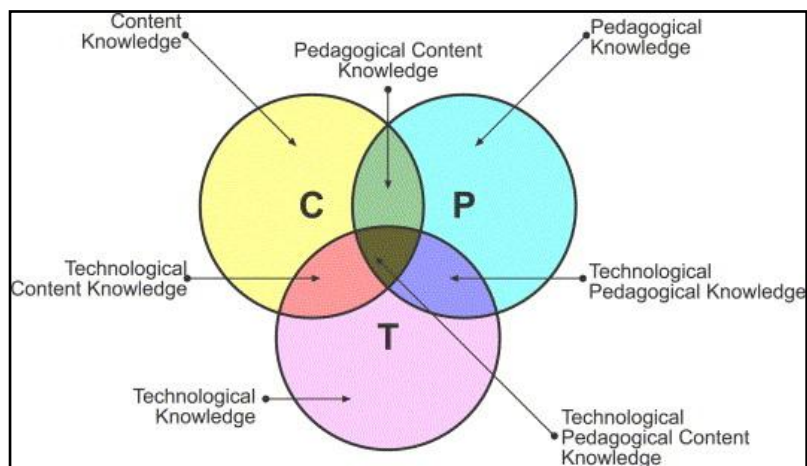 Content
Knowledge
Pedagogical Content
Knowledge
Pedagogical
Knowledge
C
P
Technological
Content Knowledge
Technological
Pedagogical Knowledge
T
Technological
Knowledge
Technological
Pedagogical Content
Knowledge